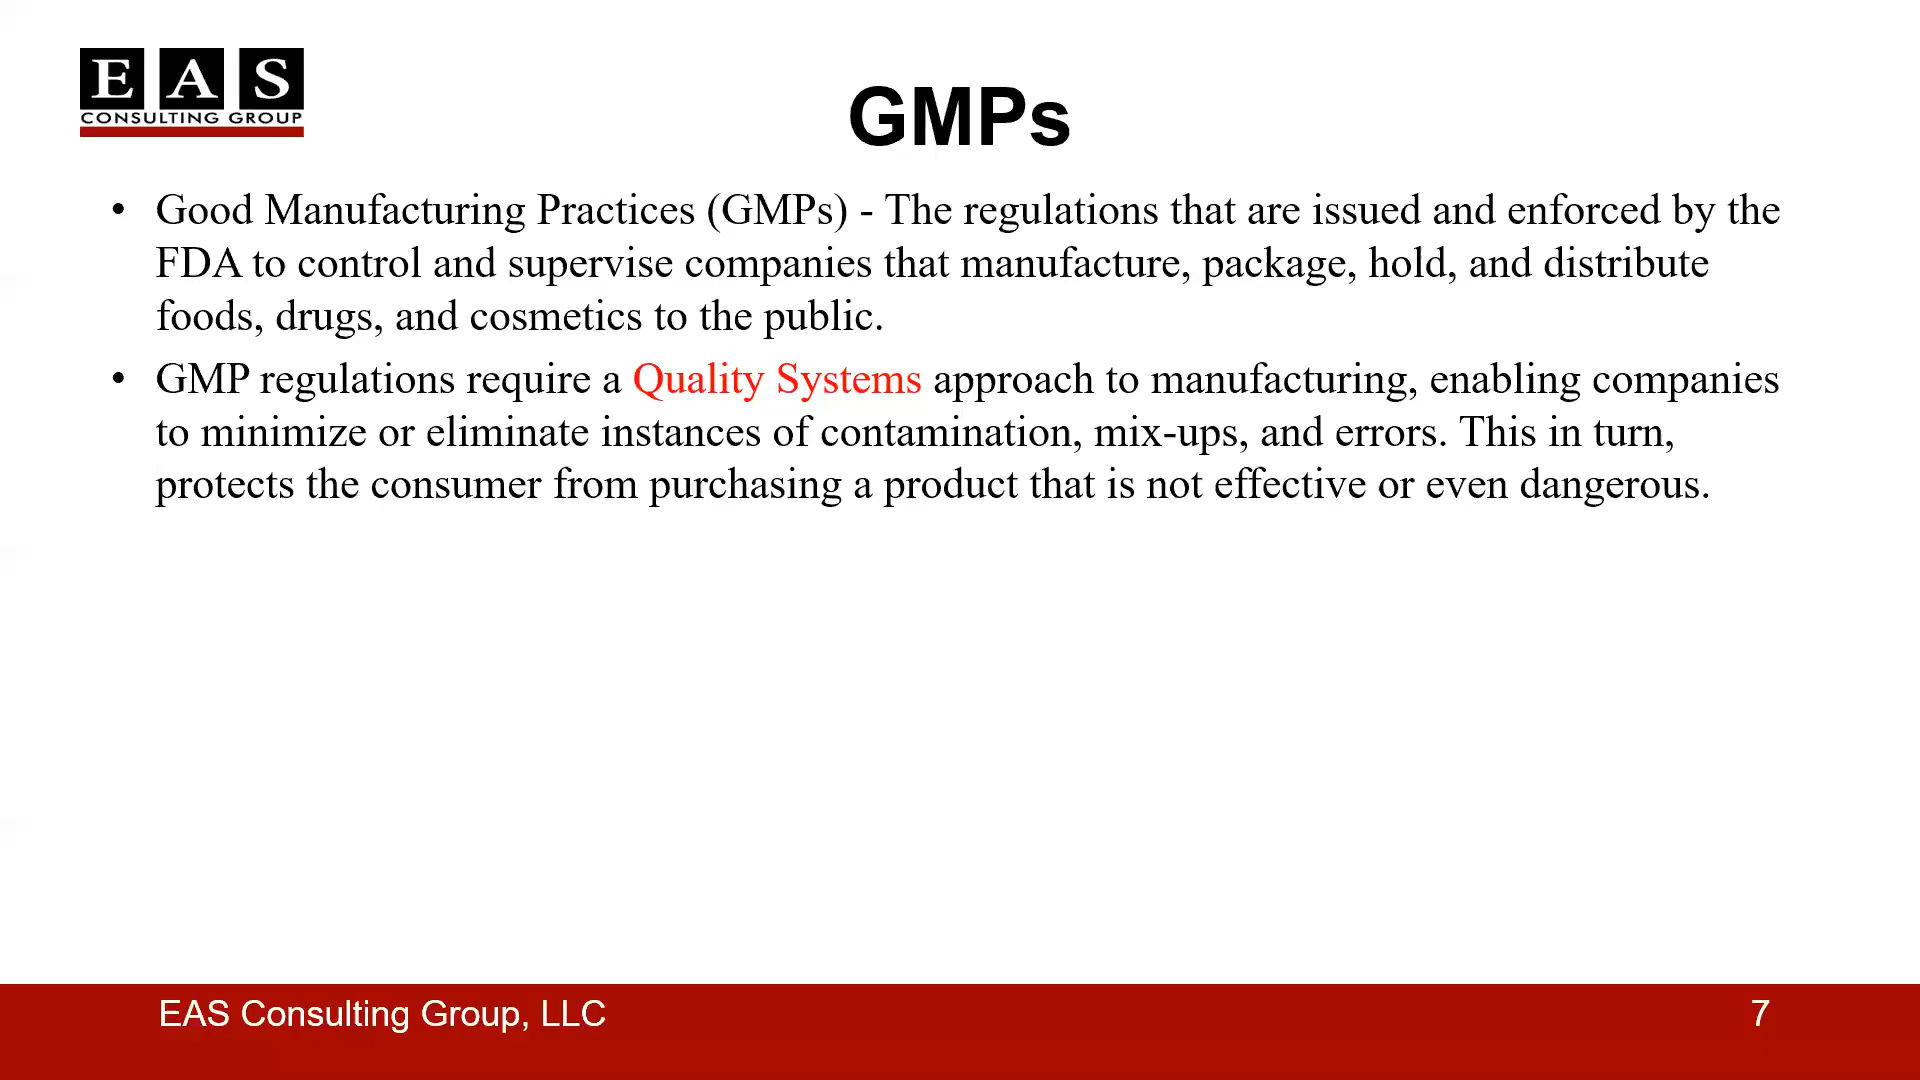 E A S
CONSULTING GROUP
GMPs
• Good Manufacturing Practices (GMPs) - The regulations that are issued and enforced by the
FDA to control and supervise companies that manufacture, package, hold, and distribute
foods, drugs, and cosmetics to the public.
• GMP regulations require a Quality Systems approach to manufacturing, enabling companies
to minimize or eliminate instances of contamination, mix-ups, and errors. This in turn,
protects the consumer from purchasing a product that is not effective or even dangerous.
EAS Consulting Group, LLC
7